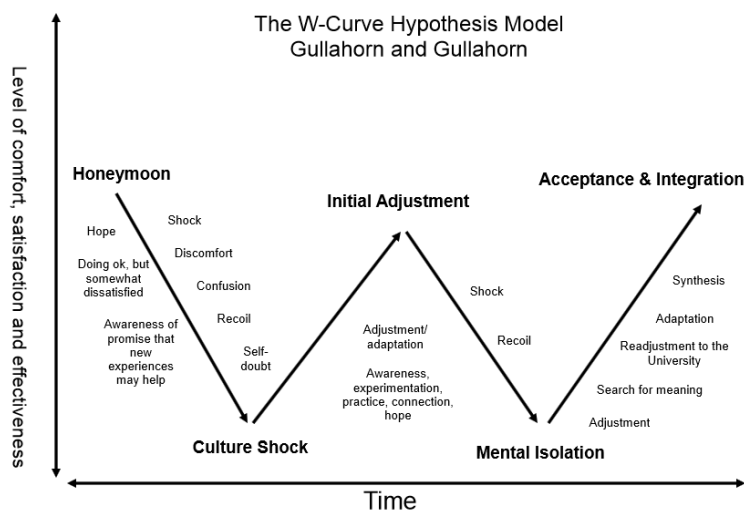 The W-Curve Hypothesis Model
Gullahorn and Gullahorn
Level of comfort, satisfaction and effectiveness
Honeymoon
Hope
Doing ok, but
somewhat
dissatisfied
Awareness of
promise that
new
experiences
may help
Shock
Discomfort
Confusion
Recoil
Self-
doubt
Culture Shock
Initial Adjustment
Adjustment/
adaptation
Awareness,
experimentation,
practice, connection,
hope
Shock
Recoil
Mental Isolation
Acceptance & Integration
Synthesis
Adaptation
Readjustment to the
University
Search for meaning
Adjustment
Time